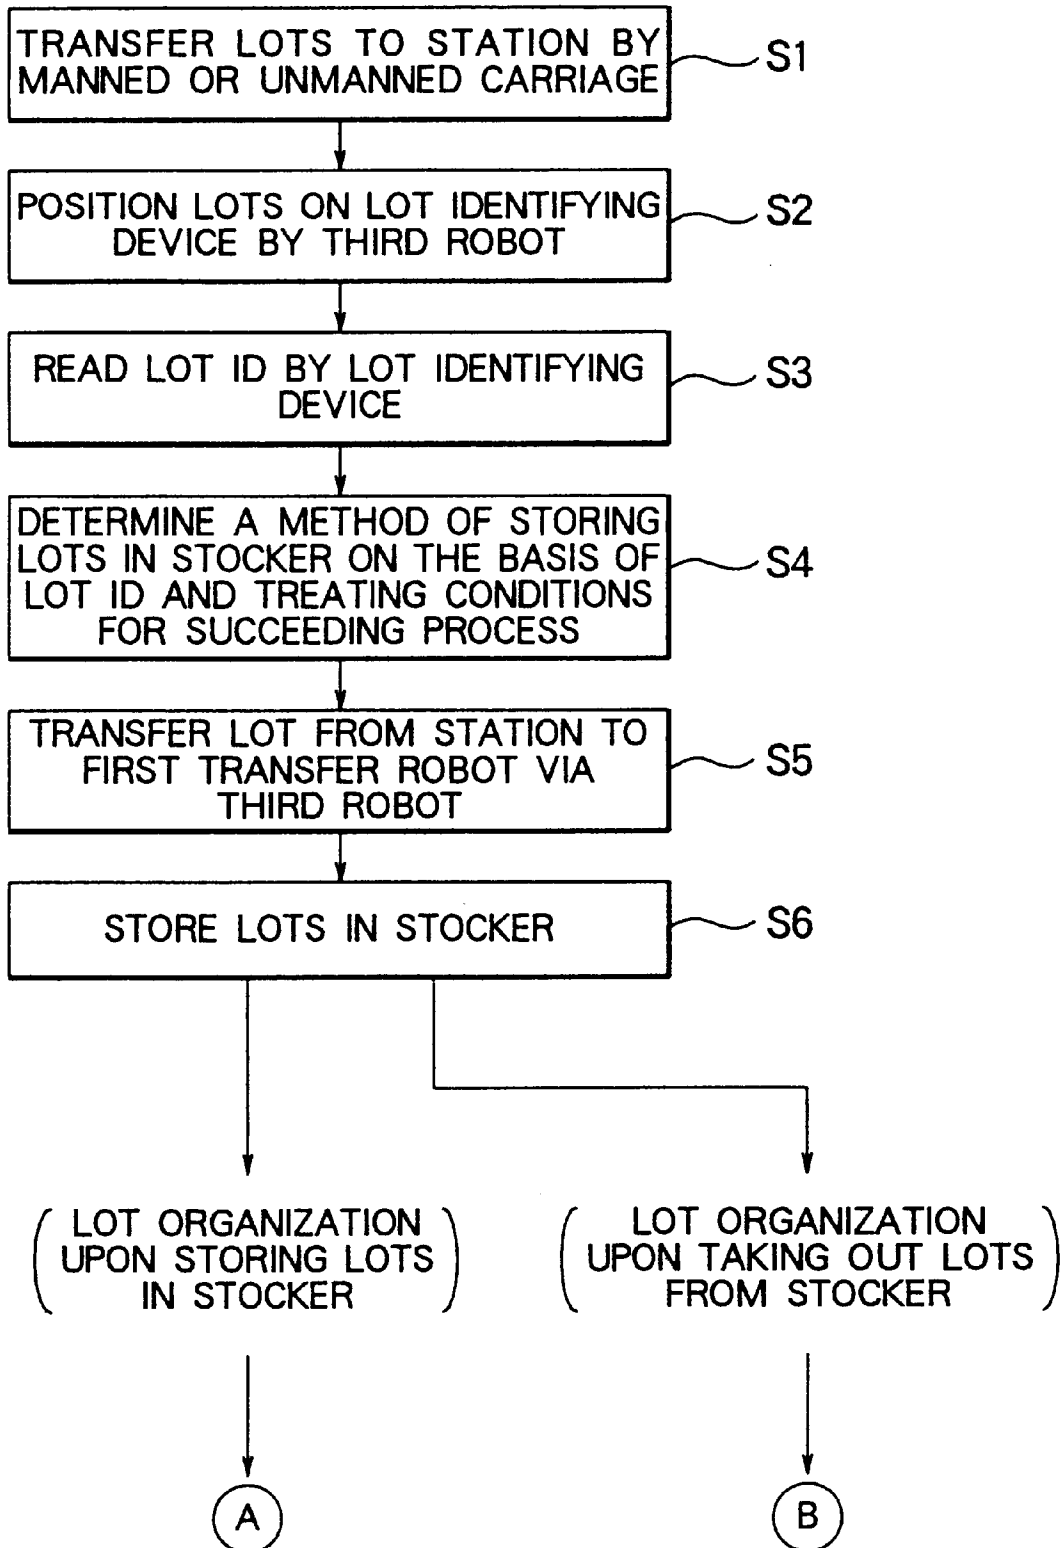 TRANSFER LOTS TO STATION BY
MANNED OR UNMANNED CARRIAGE
S1
POSITION LOTS ON LOT IDENTIFYING
DEVICE BY THIRD ROBOT
S2
READ LOT ID BY LOT IDENTIFYING
DEVICE
S3
DETERMINE A METHOD OF STORING
LOTS IN STOCKER ON THE BASIS OF
LOT ID AND TREATING CONDITIONS
FOR SUCCEEDING PROCESS
S4
TRANSFER LOT FROM STATION TO
FIRST TRANSFER ROBOT VIA
THIRD ROBOT
S5
STORE LOTS IN STOCKER
S6
( LOT ORGANIZATION
UPON STORING LOTS
IN STOCKER )
( LOT ORGANIZATION
UPON TAKING OUT LOTS
FROM STOCKER )
A
B